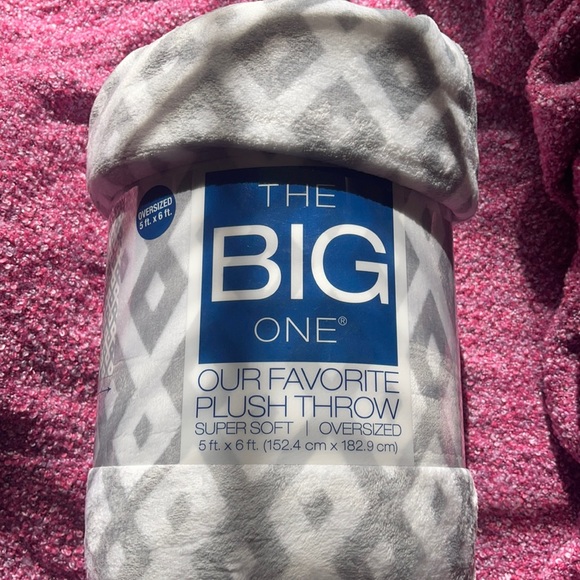 OVERSIZED
5 ft. x 6 ft.
THE
BIG
ONE®
OUR FAVORITE
PLUSH THROW
SUPER SOFT | OVERSIZED
5 ft. x 6 ft. (152.4 cm x 182.9 cm)